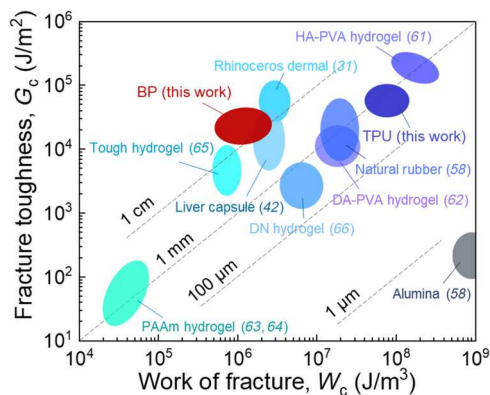 Fracture toughness, Gc (J/m²)
10⁶
10⁵
10⁴
10³
10²
10¹
HA-PVA hydrogel (61)
Rhinoceros dermal (31)
BP (this work)
Tough hydrogel (65)
TPU (this work)
Natural rubber (58)
Liver capsule (42)
DA-PVA hydrogel (62)
DN hydrogel (66)
1 cm
1 mm
100 μm
1 μm
Alumina (58)
PAAm hydrogel (63, 64)
10⁴ 10⁵ 10⁶ 10⁷ 10⁸ 10⁹
Work of fracture, Wc (J/m³)